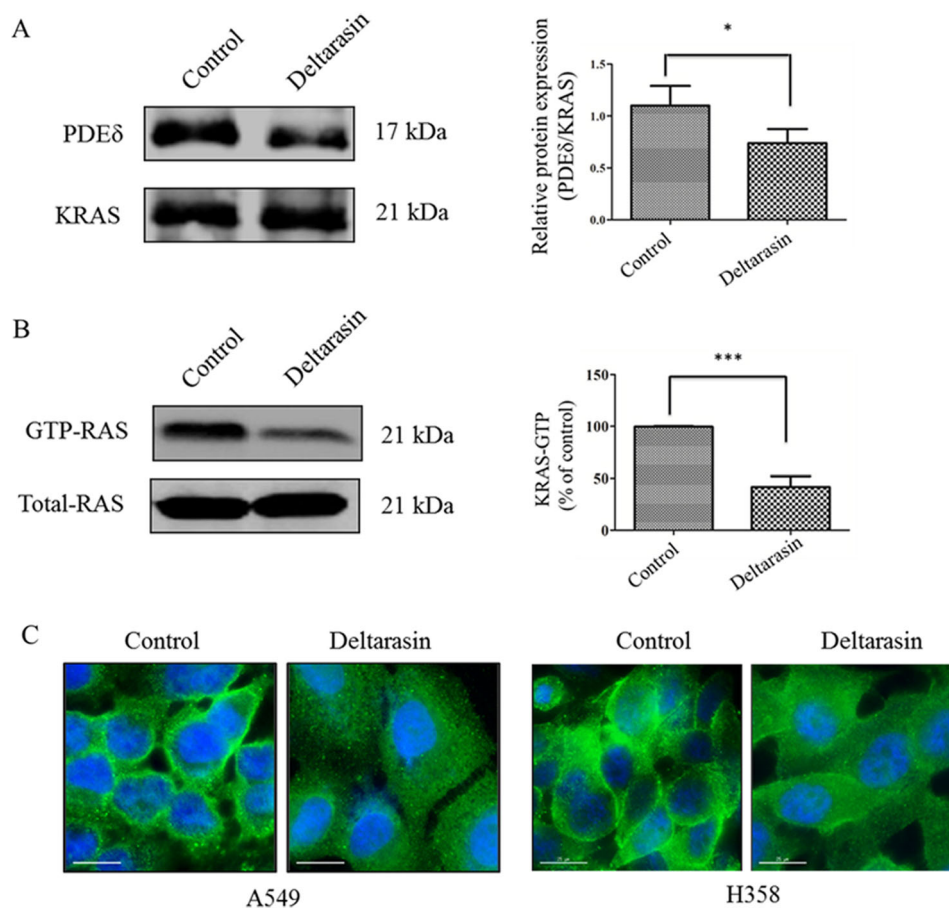 A
Control
Deltarasin
PDEδ
17 kDa
KRAS
21 kDa
Relative protein expression
(PDEδ/KRAS)
1.5
1.0
0.5
0.0
*
Control
Deltarasin
B
Control
Deltarasin
GTP-RAS
21 kDa
Total-RAS
21 kDa
KRAS-GTP
(% of control)
150
100
50
0
***
Control
Deltarasin
C
Control
Deltarasin
Control
Deltarasin
A549
H358